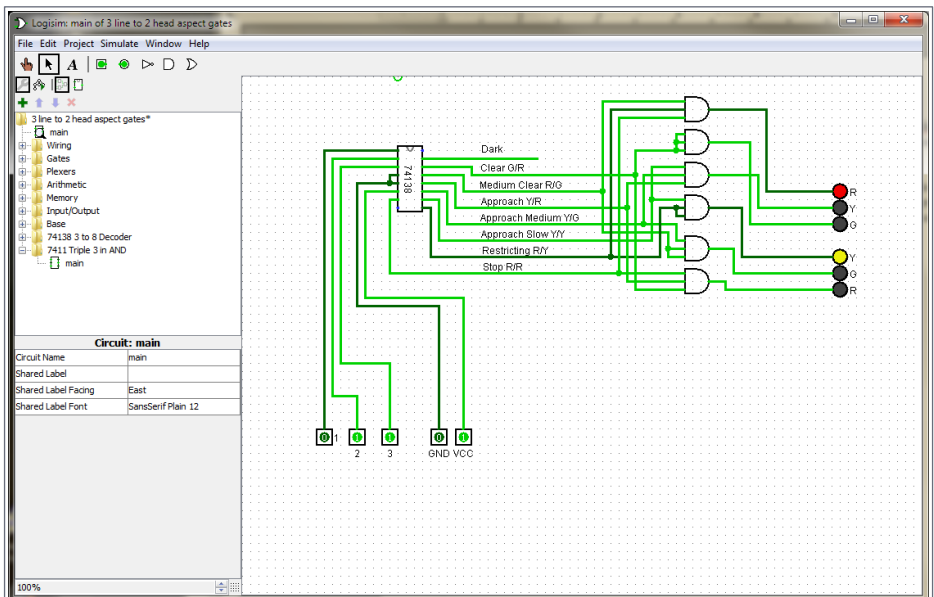 Logisim: main of 3 line to 2 head aspect gates
File Edit Project Simulate Window Help
A
3 line to 2 head aspect gates*
main
Wiring
Gates
Plexers
Arithmetic
Memory
Input/Output
Base
74138 3 to 8 Decoder
7411 Triple 3 in AND
main
Circuit: main
Circuit Name main
Shared Label
Shared Label Facing East
Shared Label Font SansSerif Plain 12
100%
74138
Dark
Clear G/R
Medium Clear R/G
Approach Y/R
Approach Medium Y/G
Approach Slow Y/Y
Restricting R/Y
Stop R/R
R
Y
G
Y
G
R
0 1
1
2
1
3
0
GND
1
VCC